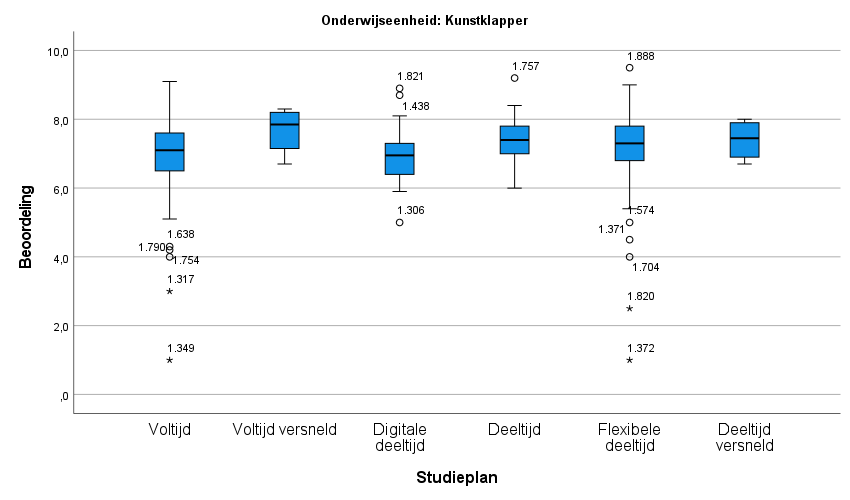 Onderwijseenheid: Kunstklapper
Beoordeling
10,0
8,0
6,0
4,0
2,0
,0
1.638
1.790
1.754
1.317
1.349
1.821
1.438
1.306
1.757
1.888
1.574
1.371
1.704
1.820
1.372
Voltijd
Voltijd versneld
Digitale
deeltijd
Deeltijd
Flexibele
deeltijd
Deeltijd
versneld
Studieplan